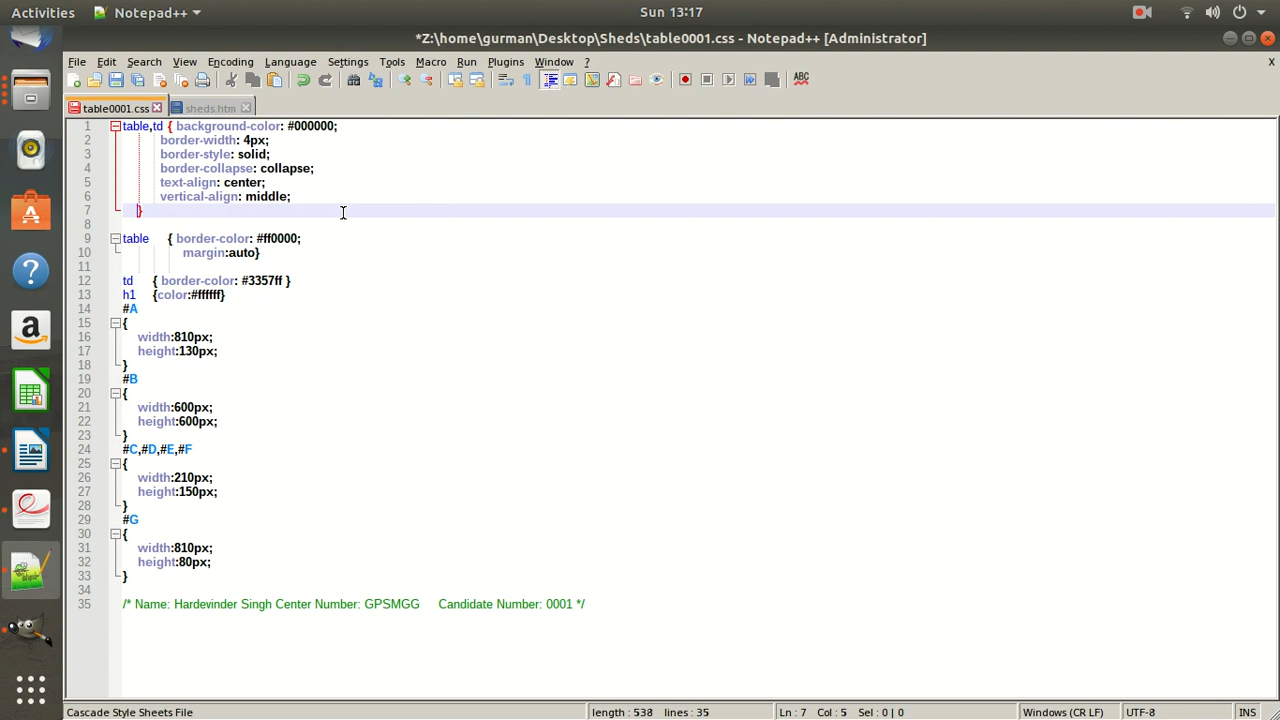 Activities Notepad++ Sun 13:17
*Z:\home\gurman\Desktop\Sheds\table0001.css - Notepad++ [Administrator]
File Edit Search View Encoding Language Settings Tools Macro Run Plugins Window ? X
table0001.css sheds.htm
1 table,td { background-color: #000000;
2 border-width: 4px;
3 border-style: solid;
4 border-collapse: collapse;
5 text-align: center;
6 vertical-align: middle;
7 }
8
9 table { border-color: #ff0000;
10 margin:auto}
11
12 td { border-color: #3357ff }
13 h1 {color:#ffffff}
14 #A
15 {
16 width:810px;
17 height:130px;
18 }
19 #B
20 {
21 width:600px;
22 height:600px;
23 }
24 #C,#D,#E,#F
25 {
26 width:210px;
27 height:150px;
28 }
29 #G
30 {
31 width:810px;
32 height:80px;
33 }
34
35 /* Name: Hardevinder Singh Center Number: GPSMGG Candidate Number: 0001 */
Cascade Style Sheets File length : 538 lines : 35 Ln : 7 Col : 5 Sel : 0 | 0 Windows (CR LF) UTF-8 INS